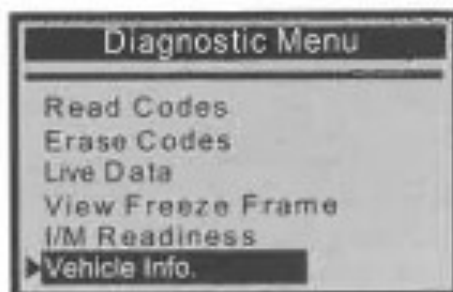 Diagnostic Menu
Read Codes
Erase Codes
Live Data
View Freeze Frame
I/M Readiness
Vehicle Info.